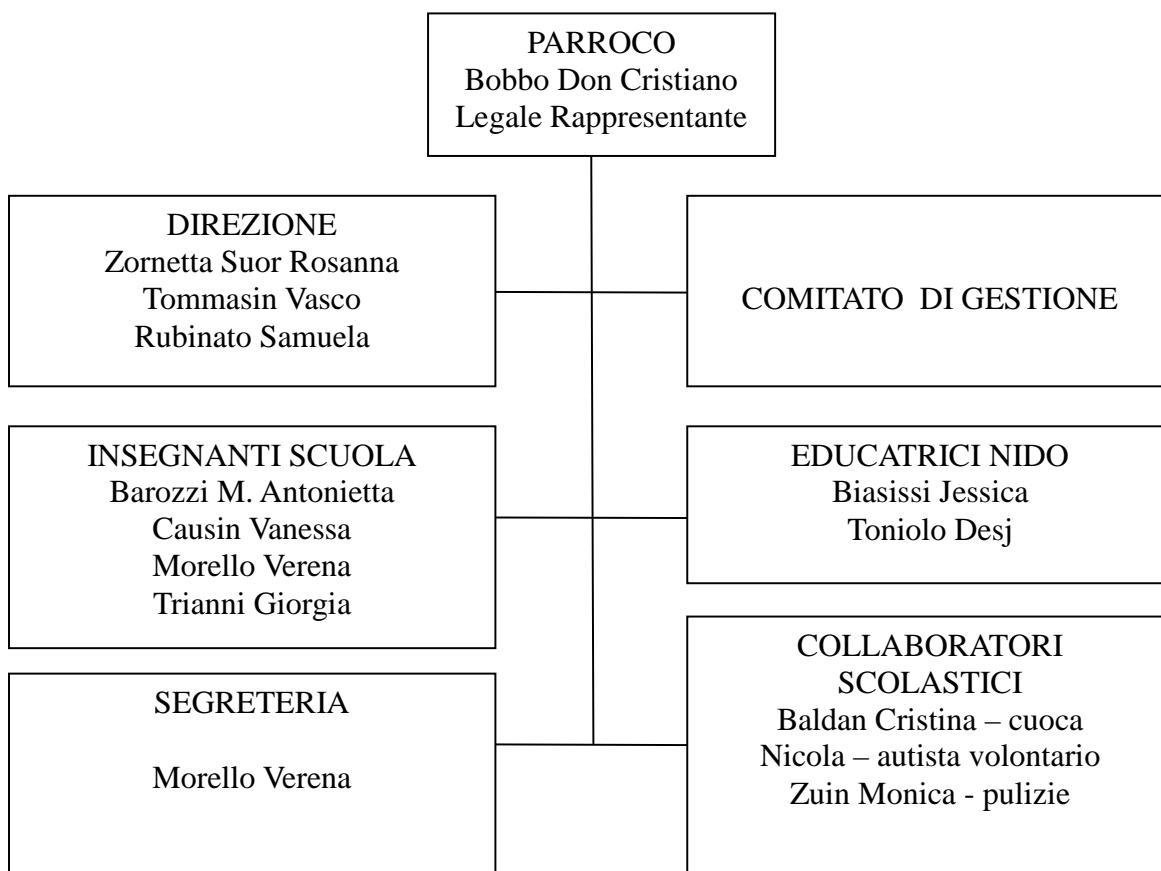 PARROCO
Bobbo Don Cristiano
Legale Rappresentante
DIREZIONE
Zornetta Suor Rosanna
Tommasin Vasco
Rubinato Samuela
COMITATO DI GESTIONE
INSEGNANTI SCUOLA
Barozzi M. Antonietta
Causin Vanessa
Morello Verena
Trianni Giorgia
EDUCATRICI NIDO
Biasissi Jessica
Toniolo Desj
SEGRETERIA
Morello Verena
COLLABORATORI
SCOLASTICI
Baldan Cristina – cuoca
Nicola – autista volontario
Zuin Monica - pulizie